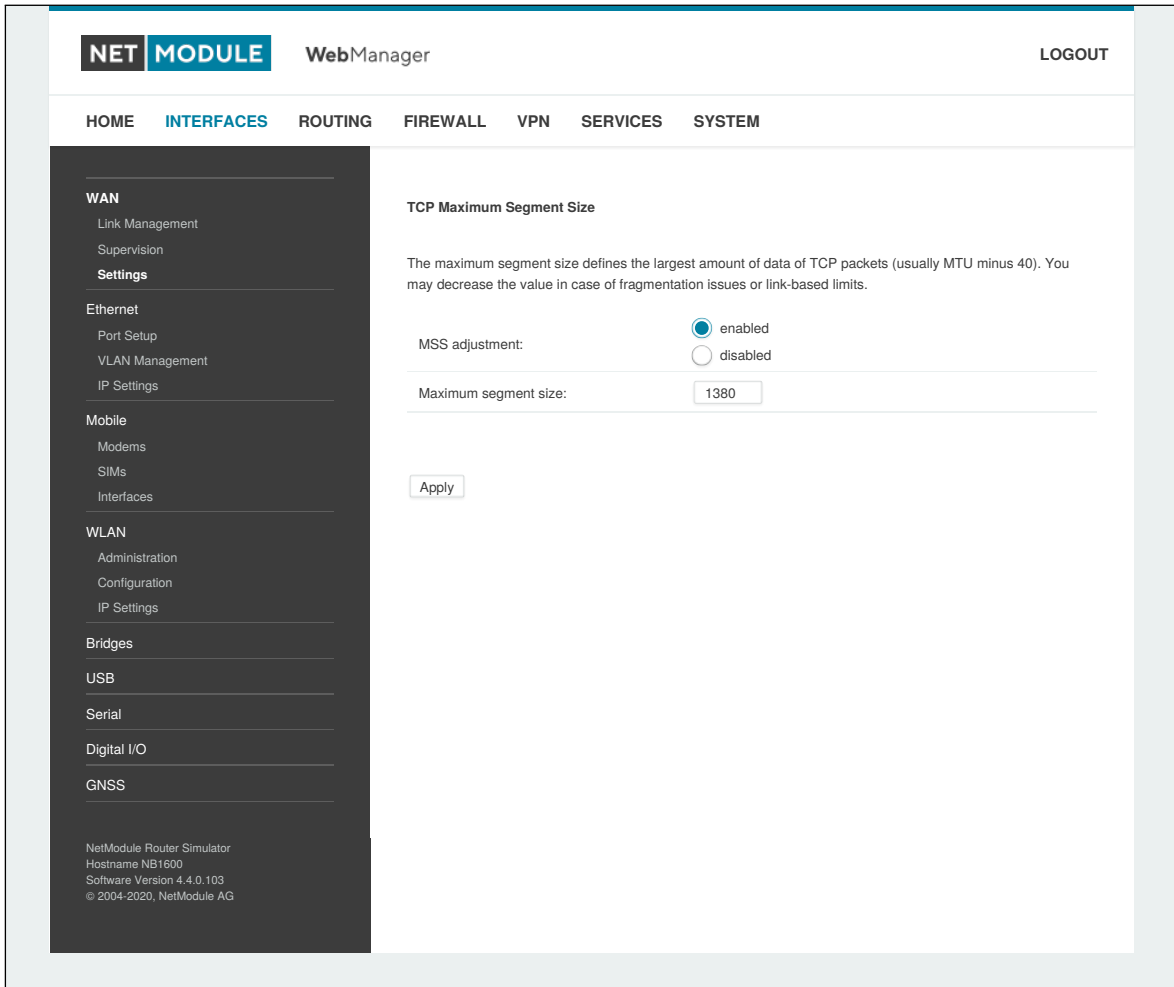 NET MODULE WebManager LOGOUT
HOME INTERFACES ROUTING FIREWALL VPN SERVICES SYSTEM
WAN
Link Management
Supervision
Settings
Ethernet
Port Setup
VLAN Management
IP Settings
Mobile
Modems
SIMs
Interfaces
WLAN
Administration
Configuration
IP Settings
Bridges
USB
Serial
Digital I/O
GNSS
NetModule Router Simulator
Hostname NB1600
Software Version 4.4.0.103
© 2004-2020, NetModule AG
TCP Maximum Segment Size
The maximum segment size defines the largest amount of data of TCP packets (usually MTU minus 40). You
may decrease the value in case of fragmentation issues or link-based limits.
MSS adjustment:
enabled
disabled
Maximum segment size: 1380
Apply